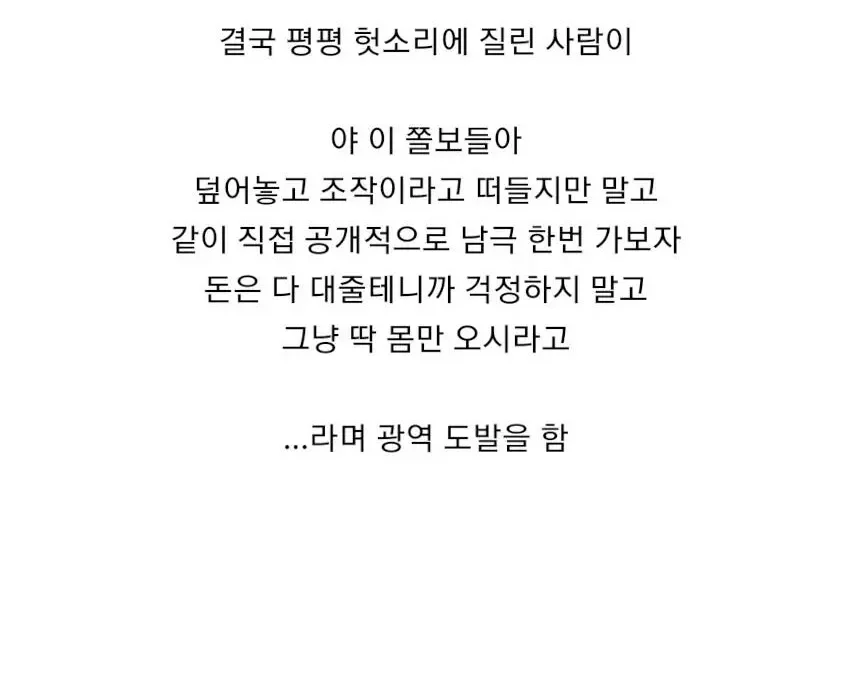 결국 평평 헛소리에 질린 사람이
야 이 쫄보들아
덮어놓고 조작이라고 떠들지만 말고
같이 직접 공개적으로 남극 한번 가보자
돈은 다 대줄테니까 걱정하지 말고
그냥 딱 몸만 오시라고
...라며 광역 도발을 함